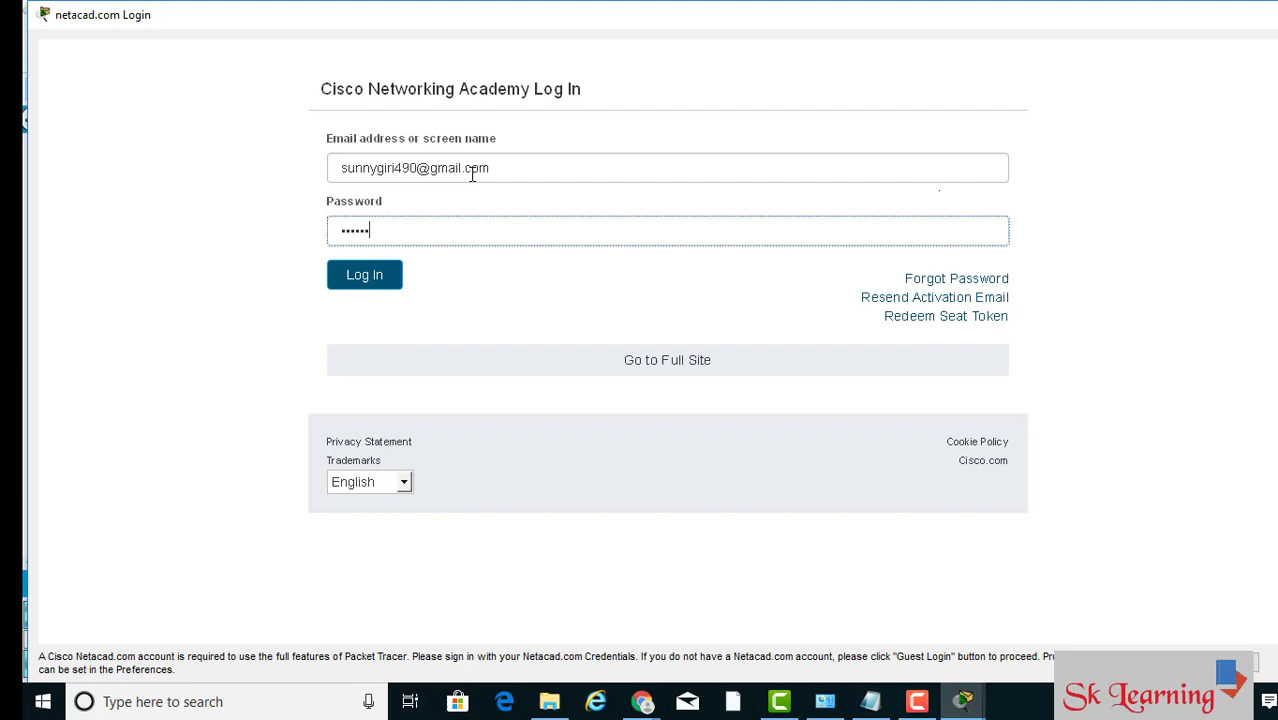 netacad.com Login
Cisco Networking Academy Log In
Email address or screen name
sunnygiri490@gmail.com
Password
••••••
Log In
Forgot Password
Resend Activation Email
Redeem Seat Token
Go to Full Site
Privacy Statement
Cookie Policy
Trademarks
Cisco.com
English
A Cisco Netacad.com account is required to use the full features of Packet Tracer. Please sign in with your Netacad.com Credentials. If you do not have a Netacad.com account, please click "Guest Login" button to proceed.
can be set in the Preferences.
Type here to search
Sk Learning